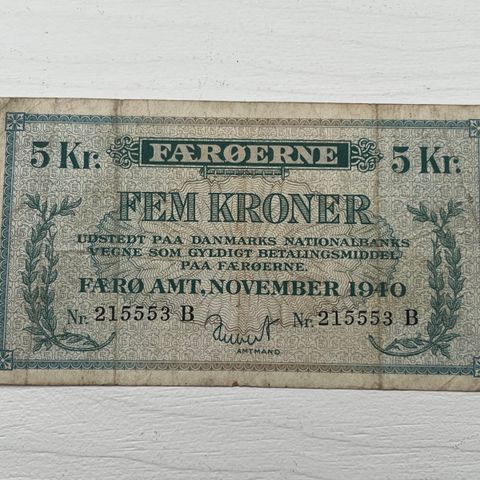 5 Kr. FÆRØERNE 5 Kr.
FEM KRONER
UDSTEDT PAA DANMARKS NATIONALBANKS
VEGNE SOM GYLDIGT BETALINGSMIDDEL
PAA FÆRØERNE.
FÆRØ AMT, NOVEMBER 1940
Nr. 215553 B Nr. 215553 B
AMTMAND